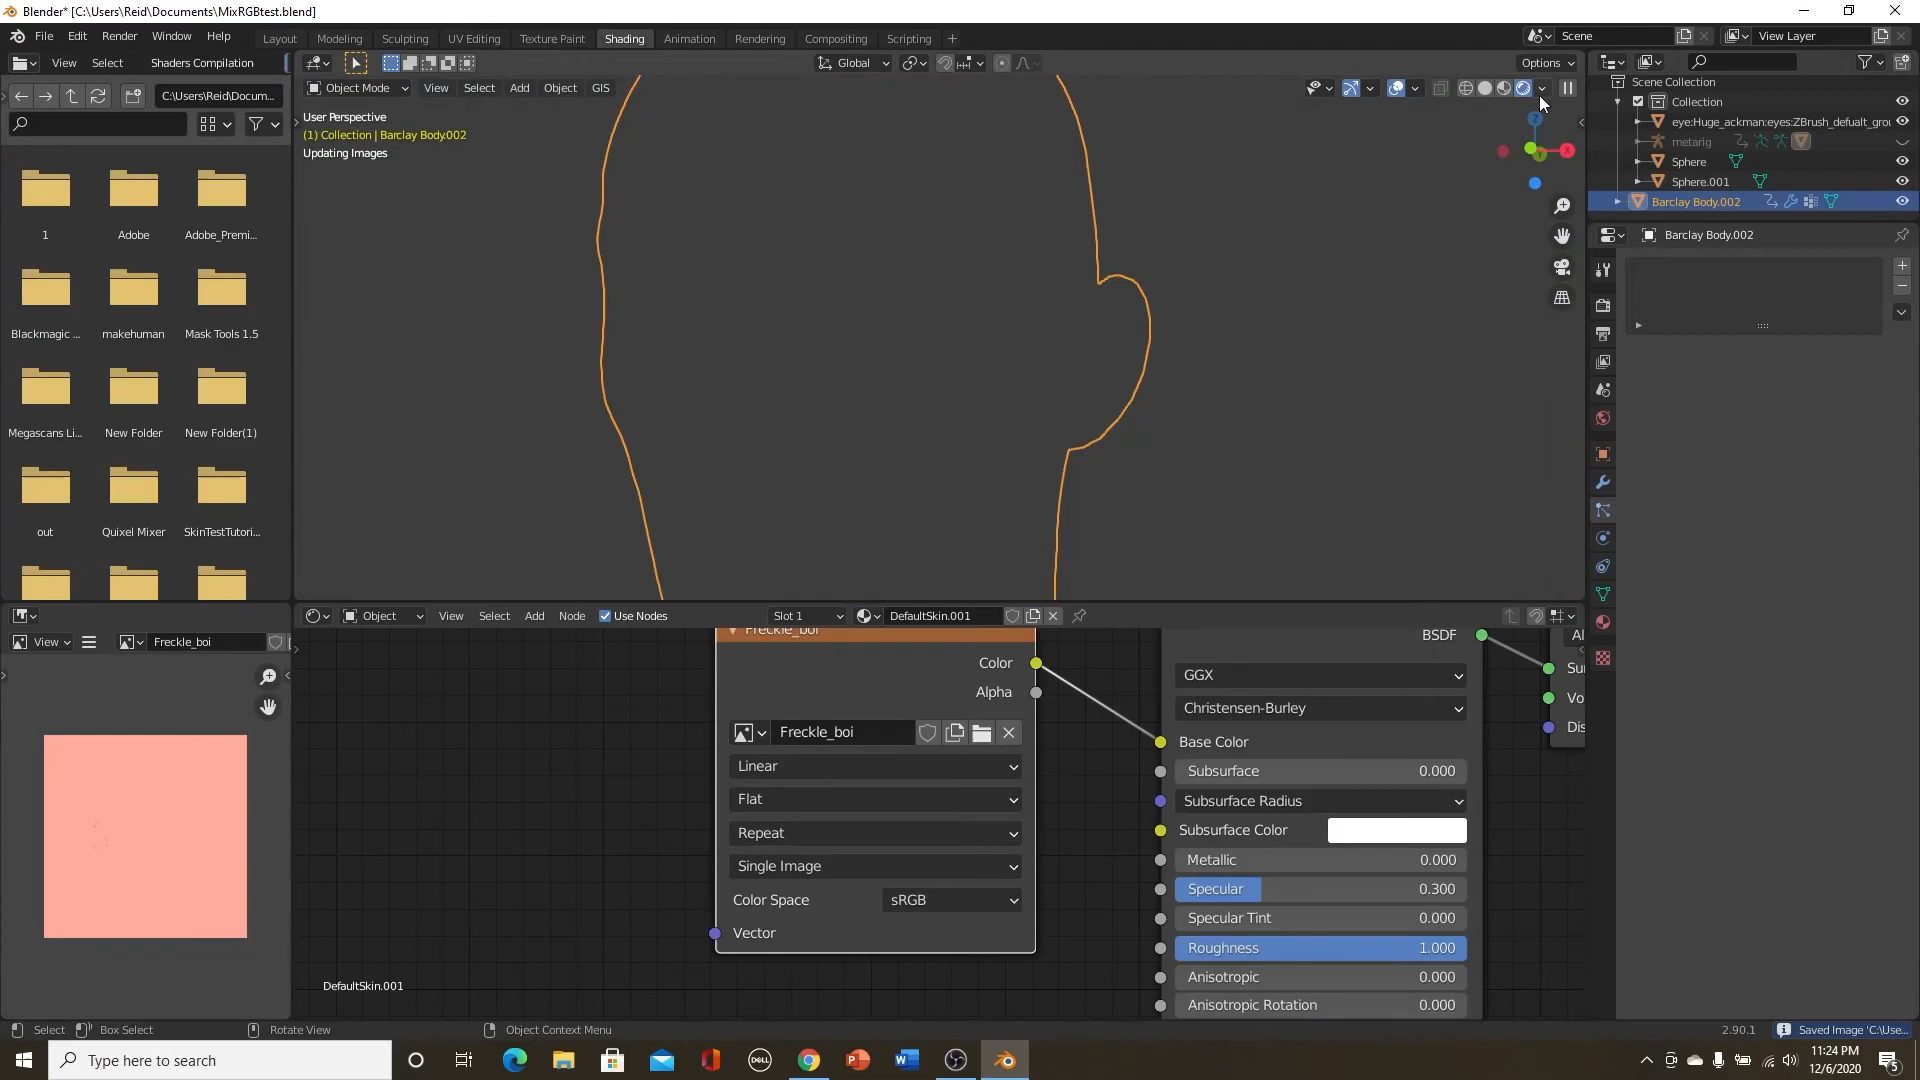 Blender* [C:\Users\Reid\Documents\MixRGBtest.blend]
File Edit Render Window Help
Layout Modeling Sculpting UV Editing Texture Paint Shading Animation Rendering Compositing Scripting +
Scene
View Layer
View Select Shaders Compilation
Global
Options
C:\Users\Reid\Docum...
Object Mode View Select Add Object GIS
User Perspective
(1) Collection | Barclay Body.002
Updating Images
Z
X
Scene Collection
Collection
eye:Huge_ackman:eyes:ZBrush_defualt_grou
metarig
Sphere
Sphere.001
Barclay Body.002
Barclay Body.002
1
Adobe
Adobe_Premi...
Blackmagic ...
makehuman
Mask Tools 1.5
Megascans Li...
New Folder
New Folder(1)
out
Quixel Mixer
SkinTestTutori...
Object View Select Add Node Use Nodes Slot 1 DefaultSkin.001
View
Freckle_boi
Freckle_boi
Color
Alpha
Freckle_boi
Linear
Flat
Repeat
Single Image
Color Space sRGB
Vector
BSDF
GGX
Christensen-Burley
Base Color
Subsurface 0.000
Subsurface Radius
Subsurface Color
Metallic 0.000
Specular 0.300
Specular Tint 0.000
Roughness 1.000
Anisotropic 0.000
Anisotropic Rotation 0.000
Al
Su
Vo
Dis
DefaultSkin.001
Select Box Select Rotate View Object Context Menu
2.90.1 Saved Image 'C:\Use...
Type here to search
DELL
11:24 PM
12/6/2020
5